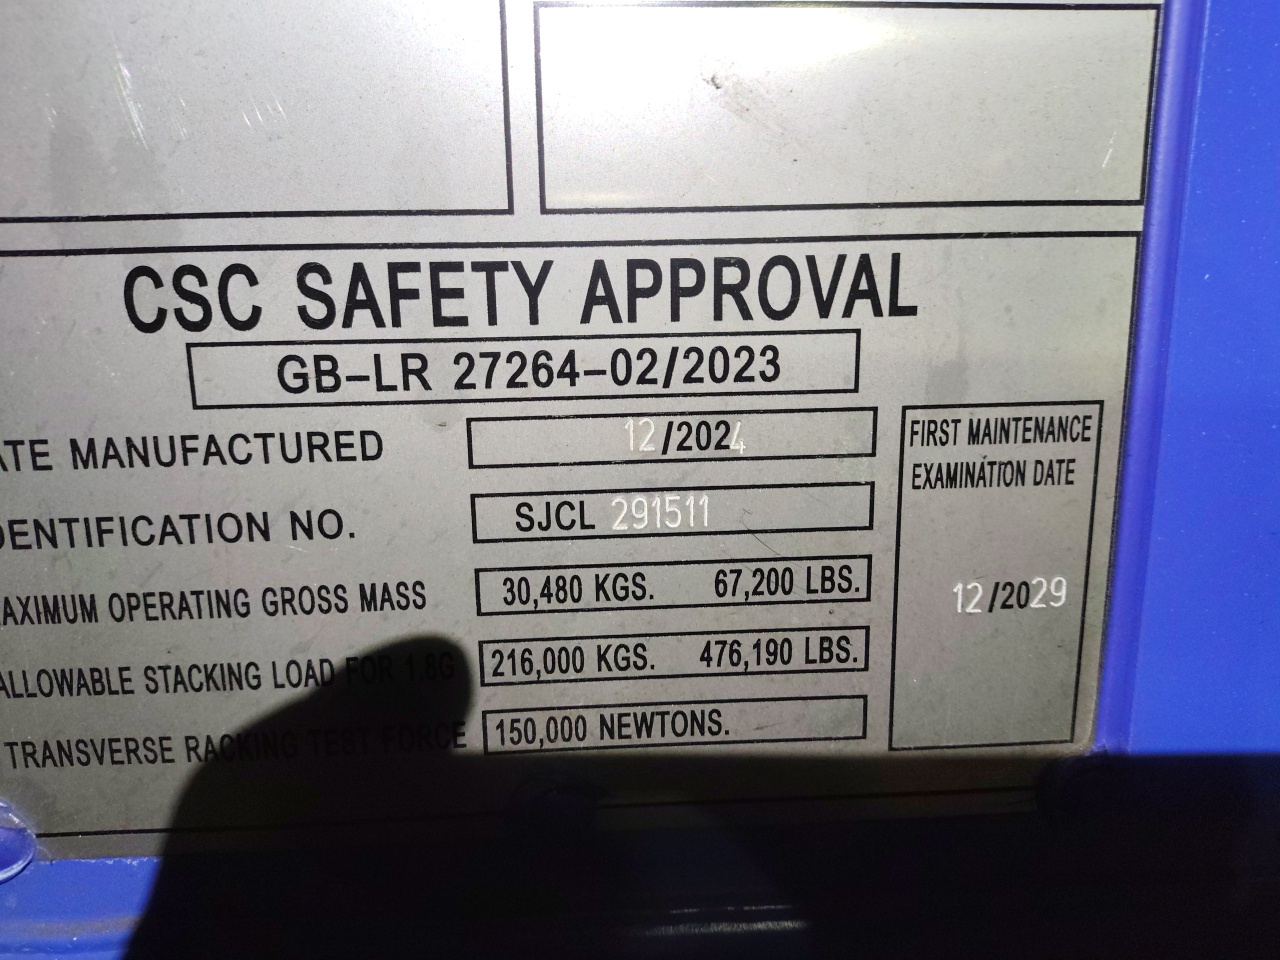 CSC SAFETY APPROVAL
GB-LR 27264-02/2023
ATE MANUFACTURED 12/2024
DENTIFICATION NO. SJCL 291511
MAXIMUM OPERATING GROSS MASS 30,480 KGS. 67,200 LBS.
ALLOWABLE STACKING LOAD FOR 1.8G 216,000 KGS. 476,190 LBS.
TRANSVERSE RACKING TEST FORCE 150,000 NEWTONS.
FIRST MAINTENANCE
EXAMINATION DATE
12/2029